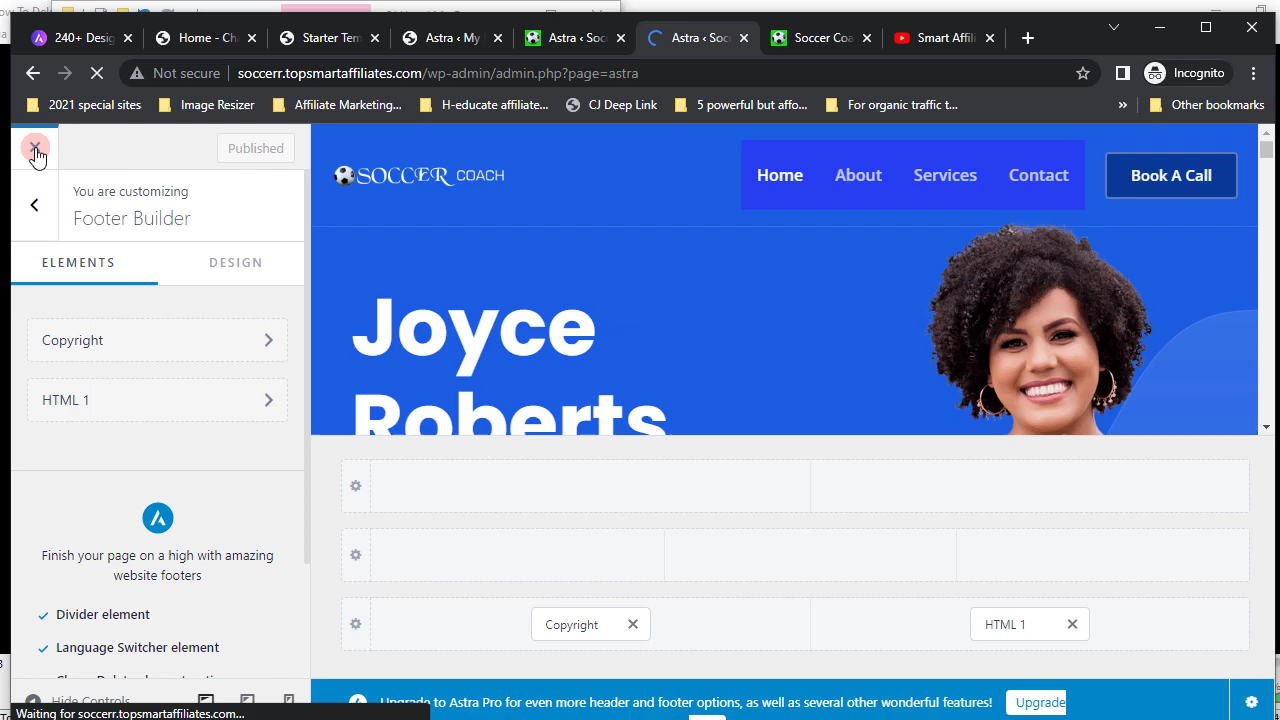 240+ Desig
Home - Cha
Starter Tem
Astra ‹ My
Astra ‹ Soc
Astra ‹ Soc
Soccer Coa
Smart Affili
Not secure
soccerr.topsmartaffiliates.com/wp-admin/admin.php?page=astra
Incognito
2021 special sites
Image Resizer
Affiliate Marketing...
H-educate affiliate...
CJ Deep Link
5 powerful but affo...
For organic traffic t...
»
Other bookmarks
Published
You are customizing
Footer Builder
ELEMENTS
DESIGN
Copyright
HTML 1
Finish your page on a high with amazing
website footers
Divider element
Language Switcher element
Hide Controls
Waiting for soccerr.topsmartaffiliates.com...
SOCCER COACH
Home
About
Services
Contact
Book A Call
Joyce
Roberts
Copyright
HTML 1
Upgrade to Astra Pro for even more header and footer options, as well as several other wonderful features!
Upgrade